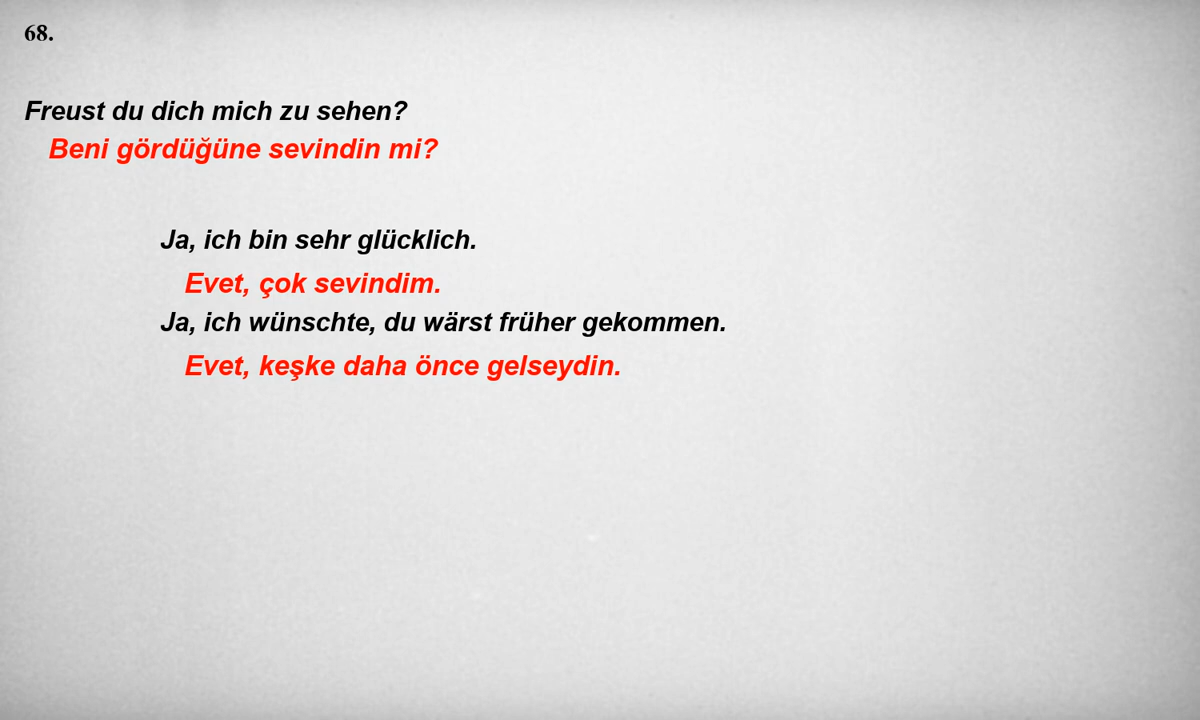 68.
Freust du dich mich zu sehen?
Beni gördüğüne sevindin mi?
Ja, ich bin sehr glücklich.
Evet, çok sevindim.
Ja, ich wünschte, du wärst früher gekommen.
Evet, keşke daha önce gelseydin.